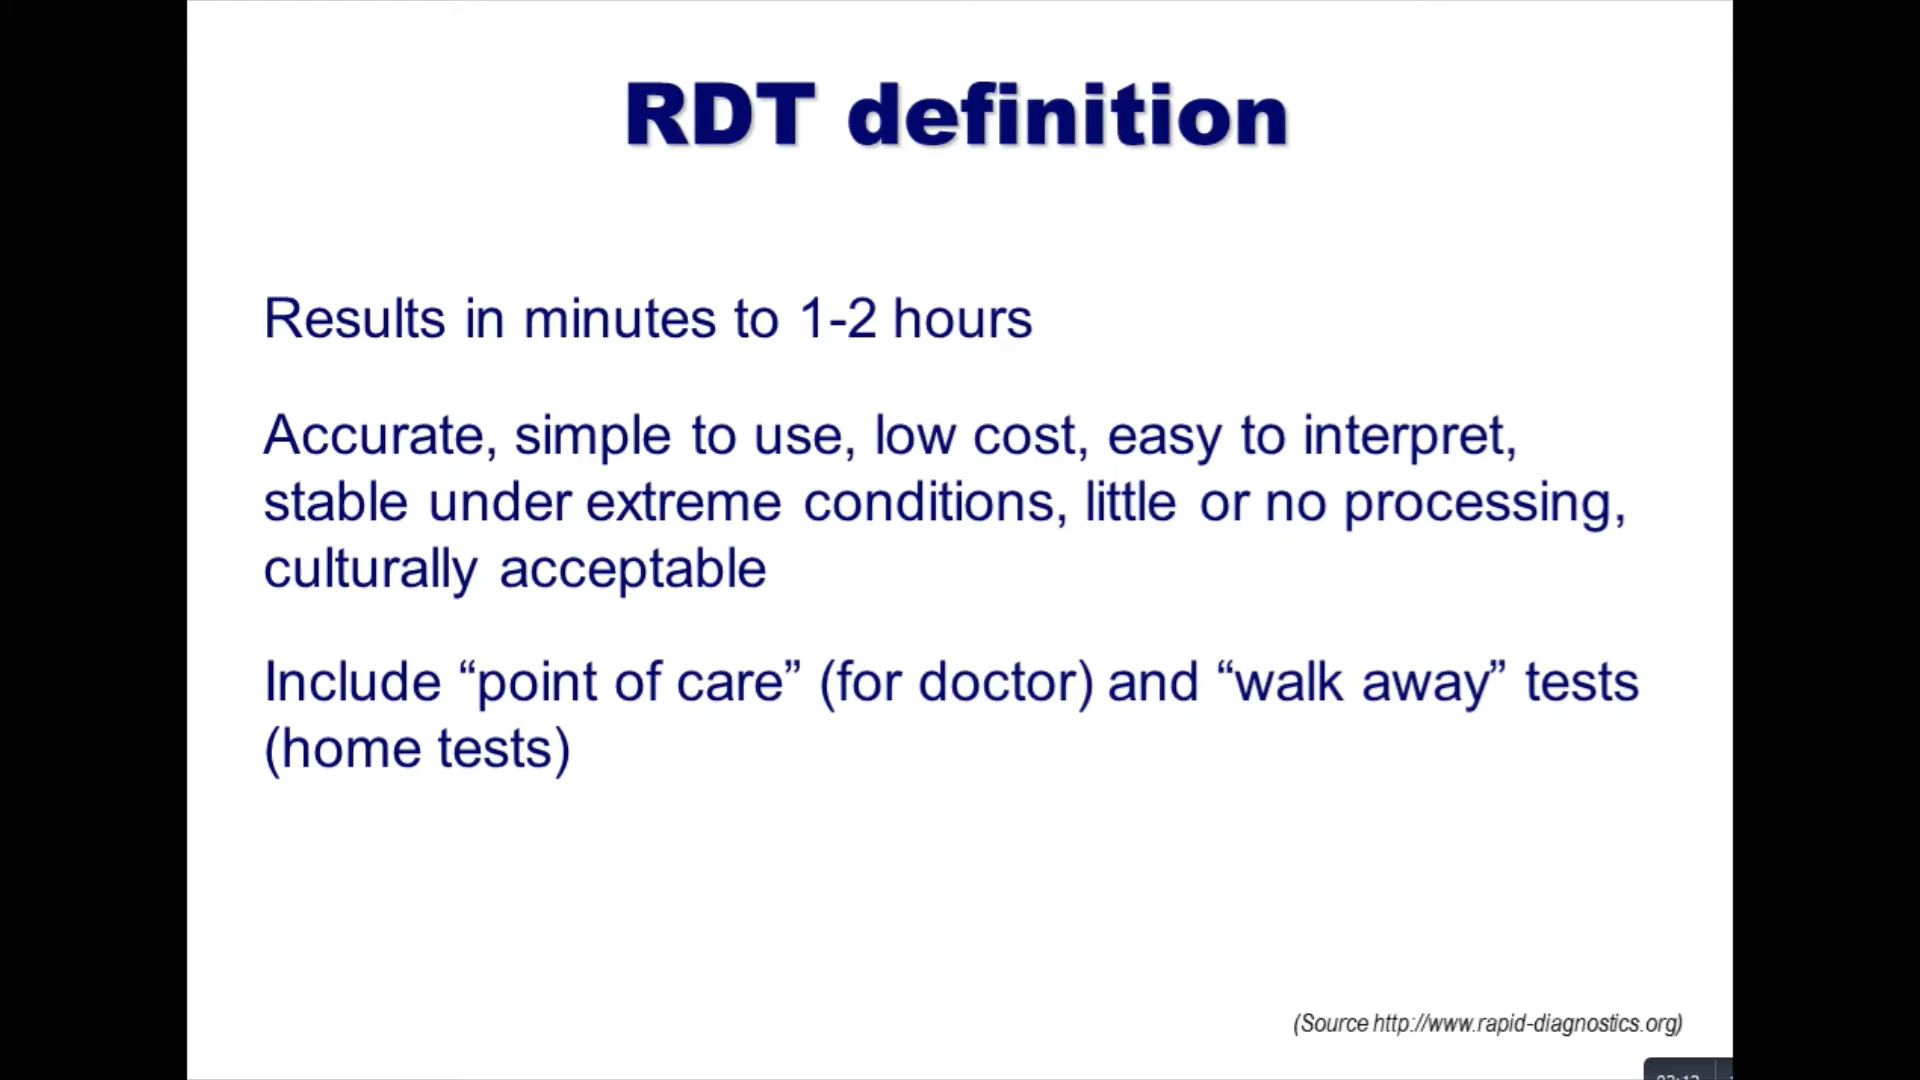 RDT definition
Results in minutes to 1-2 hours
Accurate, simple to use, low cost, easy to interpret,
stable under extreme conditions, little or no processing,
culturally acceptable
Include “point of care” (for doctor) and “walk away” tests
(home tests)
(Source http://www.rapid-diagnostics.org)